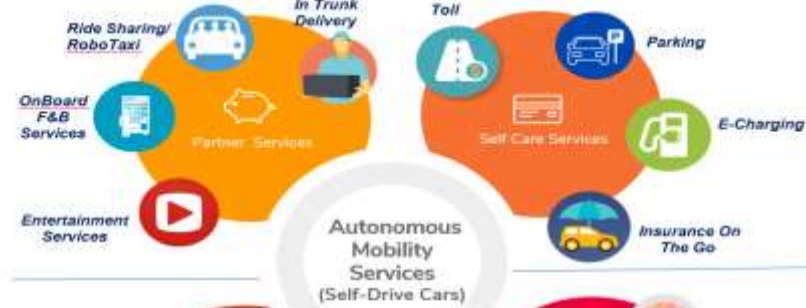 In Trunk
Delivery
Toll
Ride Sharing/
RoboTaxi
Parking
OnBoard
F&B
Services
Partner Services
Self Care Services
E-Charging
Entertainment
Services
Autonomous
Mobility
Services
(Self-Drive Cars)
Insurance On
The Go
P